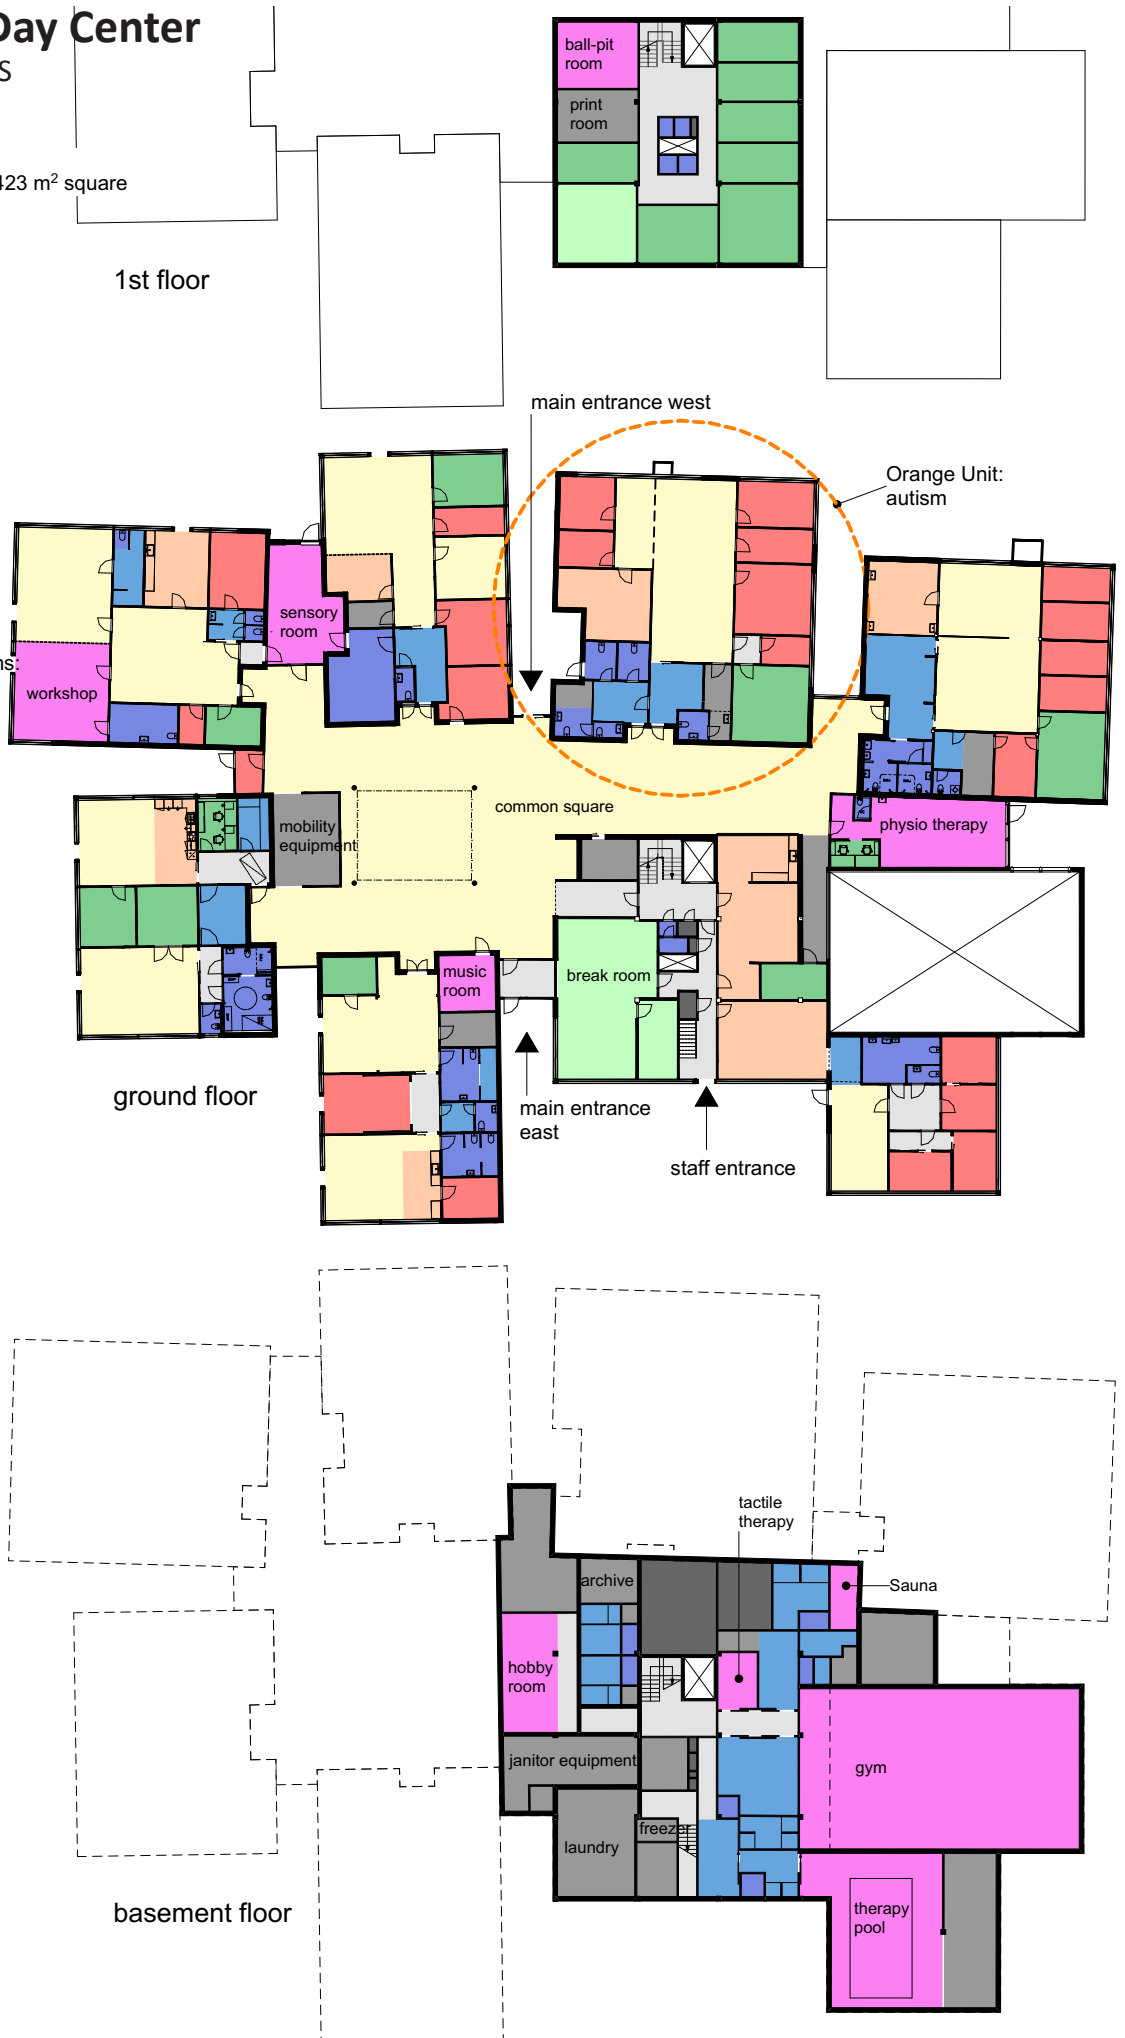 Day Center
S
ball-pit
room
print
room
423 m² square
1st floor
main entrance west
Orange Unit:
autism
sensory
room
ns:
workshop
common square
mobility
equipment
physio therapy
music
room
break room
ground floor
main entrance
east
staff entrance
tactile
therapy
archive
Sauna
hobby
room
janitor equipment
gym
freezer
laundry
therapy
pool
basement floor